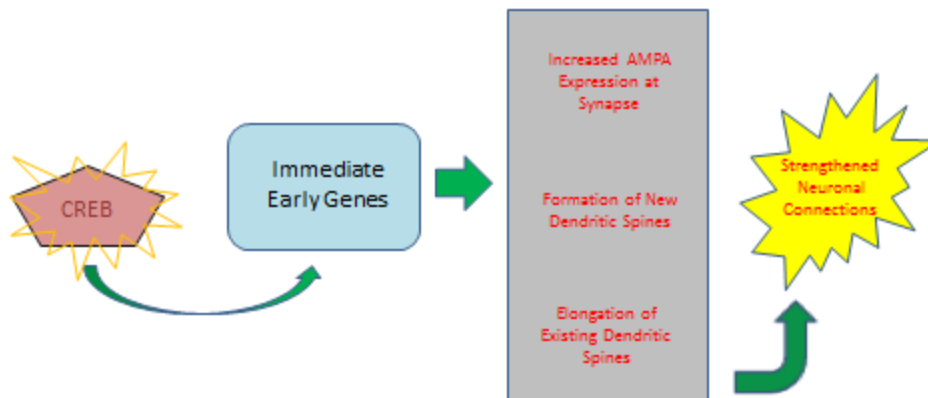 CREB
Immediate
Early Genes
Increased AMPA
Expression at
Synapse
Formation of New
Dendritic Spines
Elongation of
Existing Dendritic
Spines
Strengthened
Neuronal
Connections